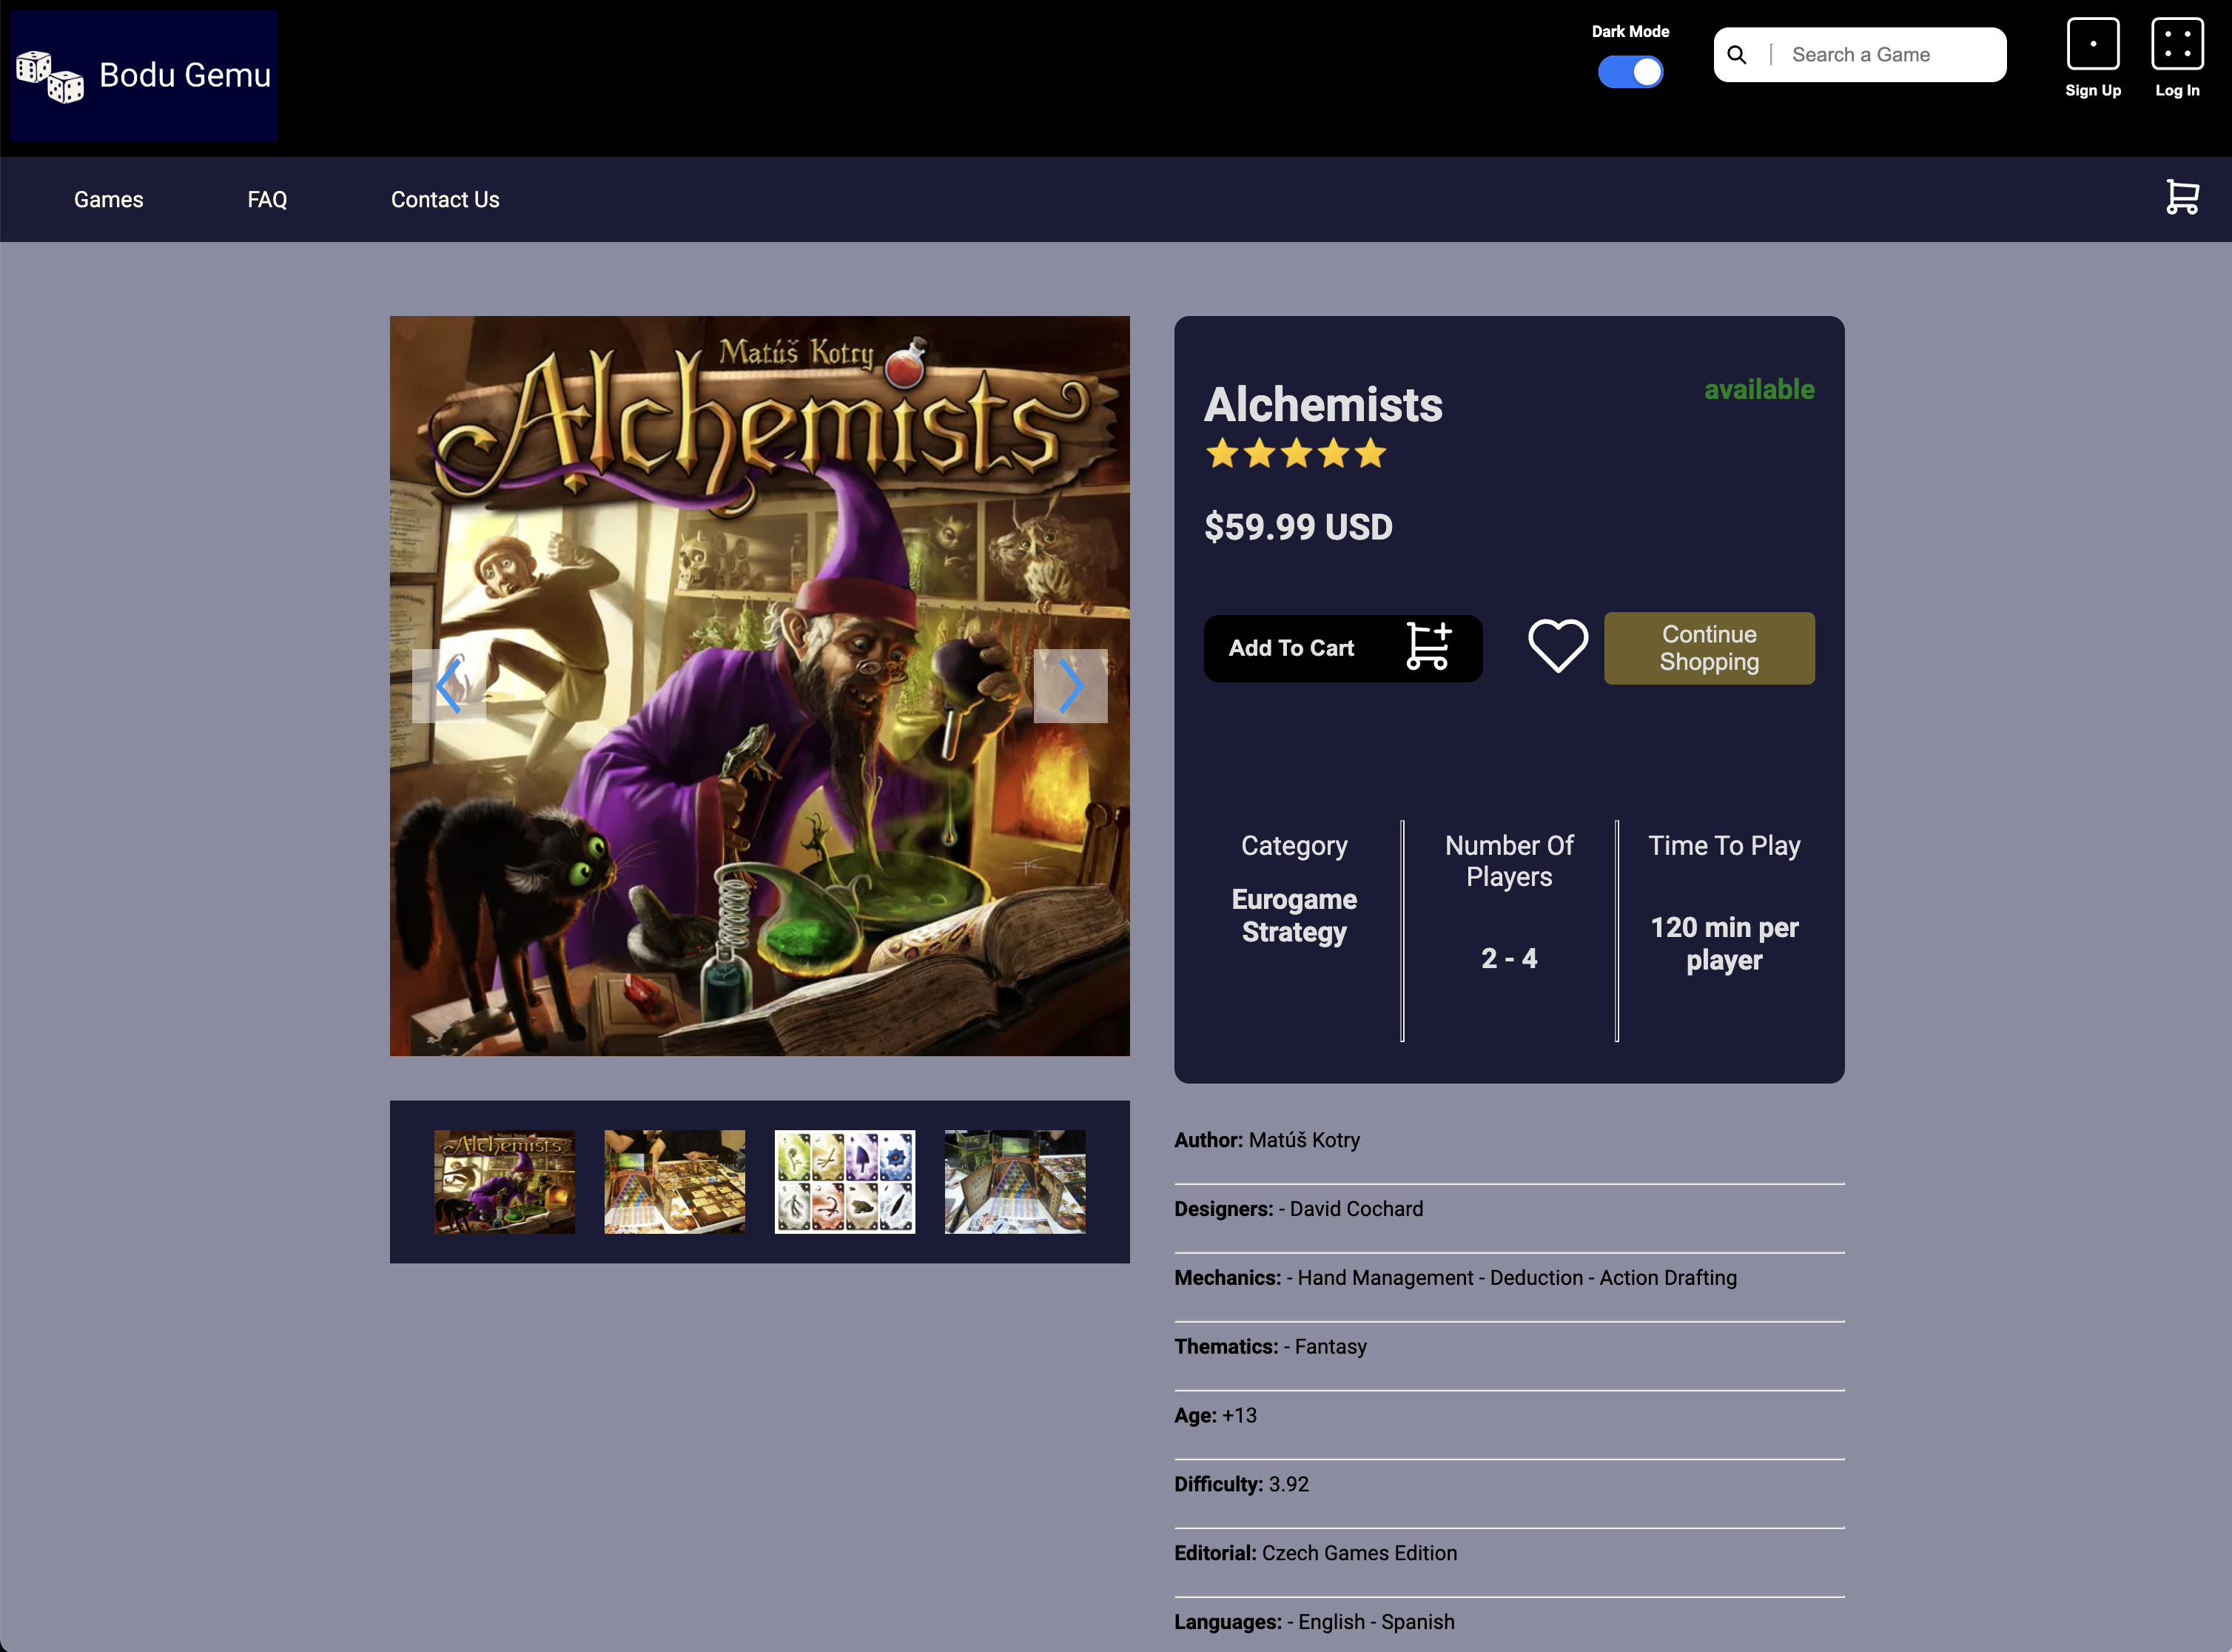 Bodu Gemu
Dark Mode
Search a Game
Sign Up
Log In
Games
FAQ
Contact Us
Matúš Kotry
Alchemists
Alchemists
available
$59.99 USD
Add To Cart
Continue
Shopping
Category
Eurogame
Strategy
Number Of
Players
2 - 4
Time To Play
120 min per
player
Alchemists
Author: Matúš Kotry
Designers: - David Cochard
Mechanics: - Hand Management - Deduction - Action Drafting
Thematics: - Fantasy
Age: +13
Difficulty: 3.92
Editorial: Czech Games Edition
Languages: - English - Spanish